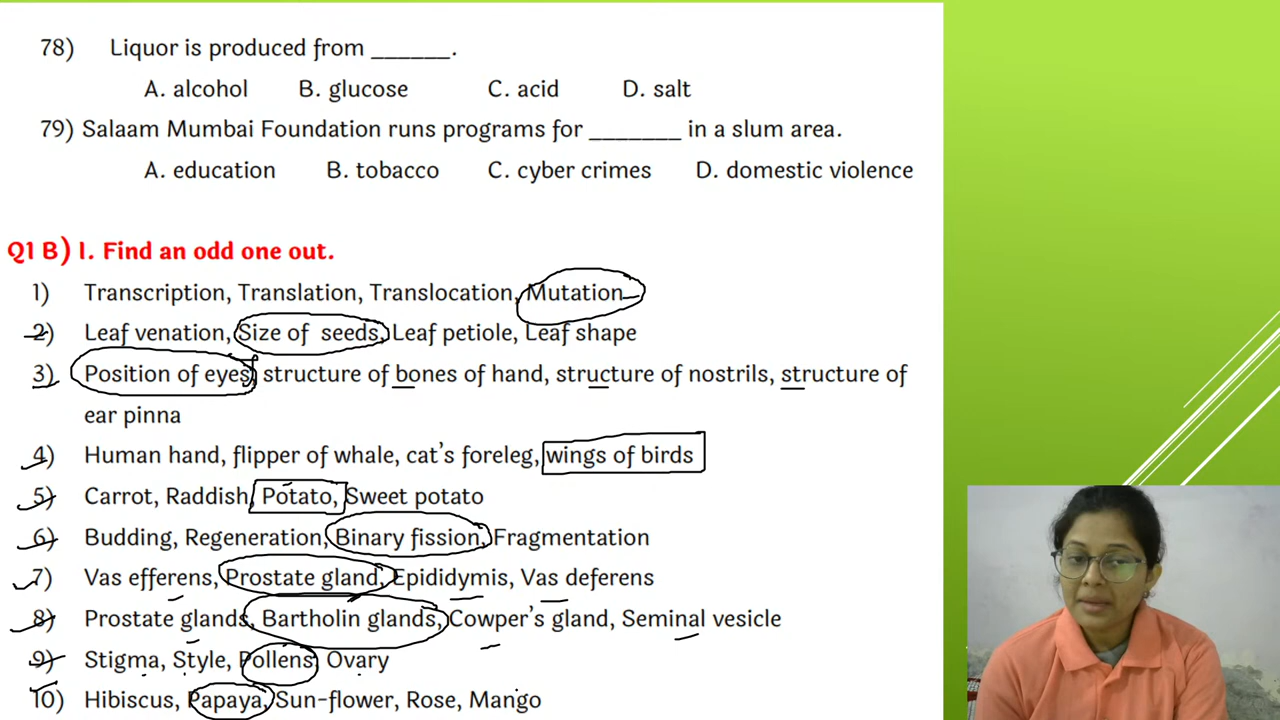 78) Liquor is produced from ______.
A. alcohol B. glucose C. acid D. salt
79) Salaam Mumbai Foundation runs programs for _______ in a slum area.
A. education B. tobacco C. cyber crimes D. domestic violence
Q1 B) I. Find an odd one out.
1) Transcription, Translation, Translocation, Mutation
2) Leaf venation, Size of seeds, Leaf petiole, Leaf shape
3) Position of eyes, structure of bones of hand, structure of nostrils, structure of
ear pinna
4) Human hand, flipper of whale, cat's foreleg, wings of birds
5) Carrot, Raddish, Potato, Sweet potato
6) Budding, Regeneration, Binary fission, Fragmentation
7) Vas efferens, Prostate gland, Epididymis, Vas deferens
8) Prostate glands, Bartholin glands, Cowper's gland, Seminal vesicle
9) Stigma, Style, Pollens, Ovary
10) Hibiscus, Papaya, Sun-flower, Rose, Mango